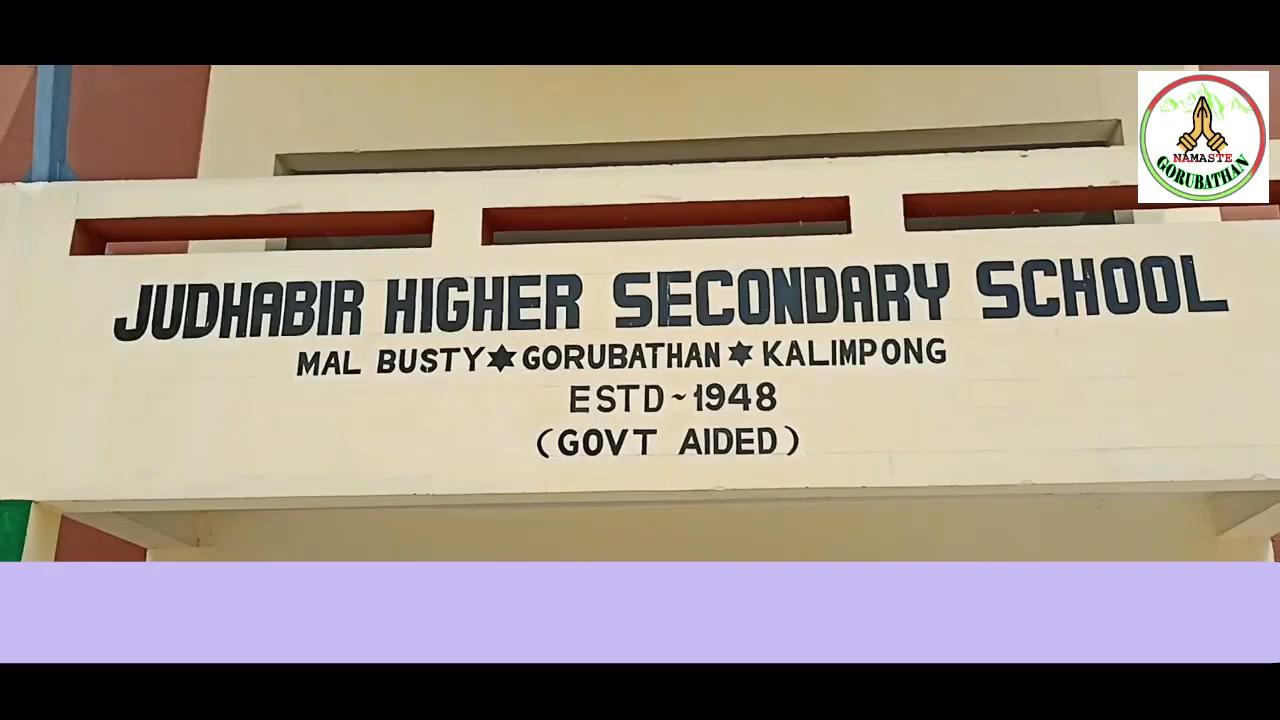 NAMASTE
GORUBATHAN
JUDHABIR HIGHER SECONDARY SCHOOL
MAL BUSTY✶GORUBATHAN✶KALIMPONG
ESTD~1948
(GOVT AIDED)